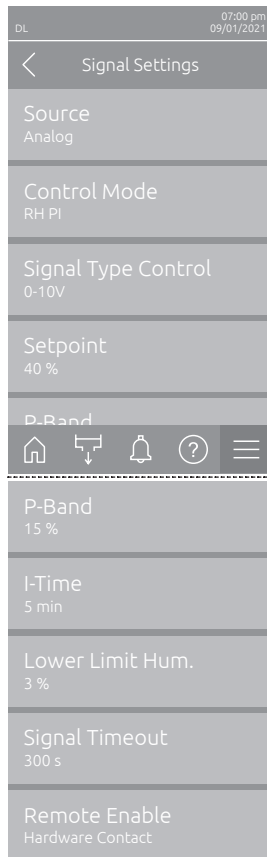 07:00 pm
DL 09/01/2021
Signal Settings
Source
Analog
Control Mode
RH PI
Signal Type Control
0-10V
Setpoint
40 %
P-Band
?
P-Band
15 %
I-Time
5 min
Lower Limit Hum.
3 %
Signal Timeout
300 s
Remote Enable
Hardware Contact